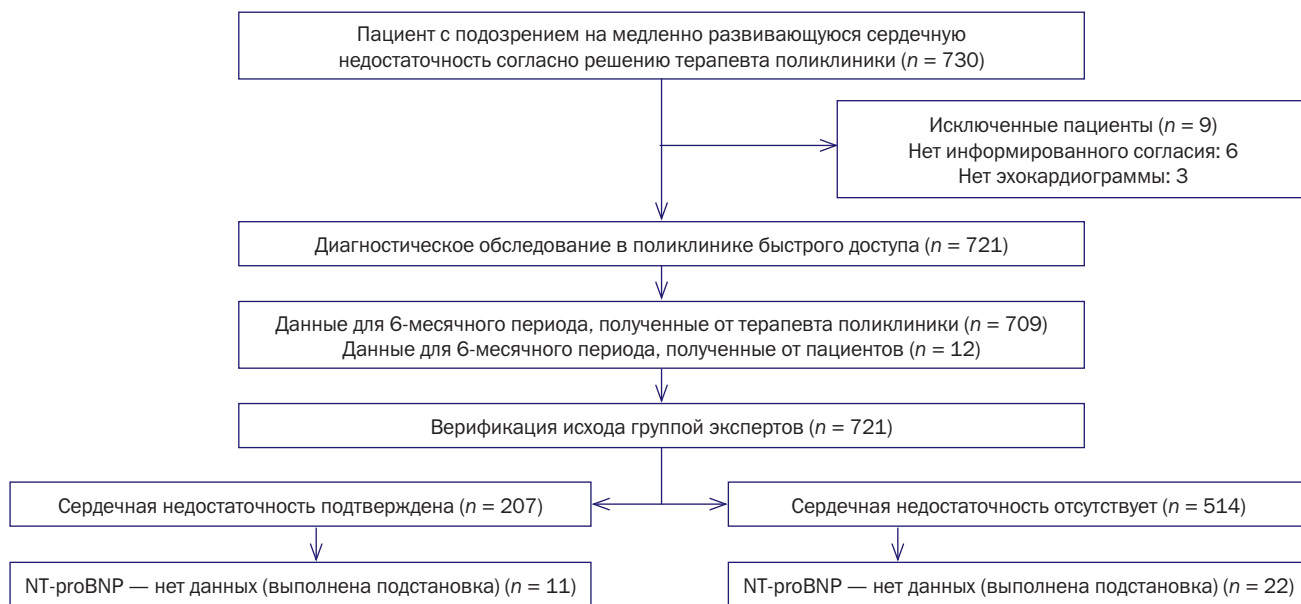 Пациент с подозрением на медленно развивающуюся сердечную
недостаточность согласно решению терапевта поликлиники (n = 730)
Исключенные пациенты (n = 9)
Нет информированного согласия: 6
Нет эхокардиограммы: 3
Диагностическое обследование в поликлинике быстрого доступа (n = 721)
Данные для 6-месячного периода, полученные от терапевта поликлиники (n = 709)
Данные для 6-месячного периода, полученные от пациентов (n = 12)
Верификация исхода группой экспертов (n = 721)
Сердечная недостаточность подтверждена (n = 207)
Сердечная недостаточность отсутствует (n = 514)
NT-proBNP — нет данных (выполнена подстановка) (n = 11)
NT-proBNP — нет данных (выполнена подстановка) (n = 22)